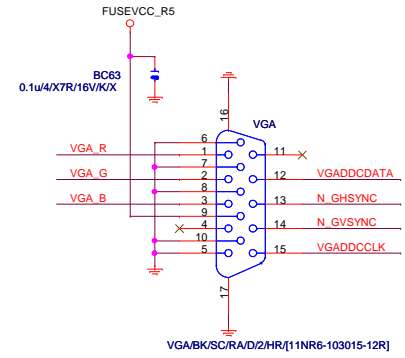 FUSEVCC_R5
BC63
0.1u/4/X7R/16V/K/X
16
VGA
6
VGA_R
1
11
7
VGA_G
2
12
VGADDCDATA
8
VGA_B
3
13
N_GHSYNC
9
4
14
N_GVSYNC
10
5
15
VGADDCCLK
17
VGA/BK/SC/RA/D/2/HR/[11NR6-103015-12R]